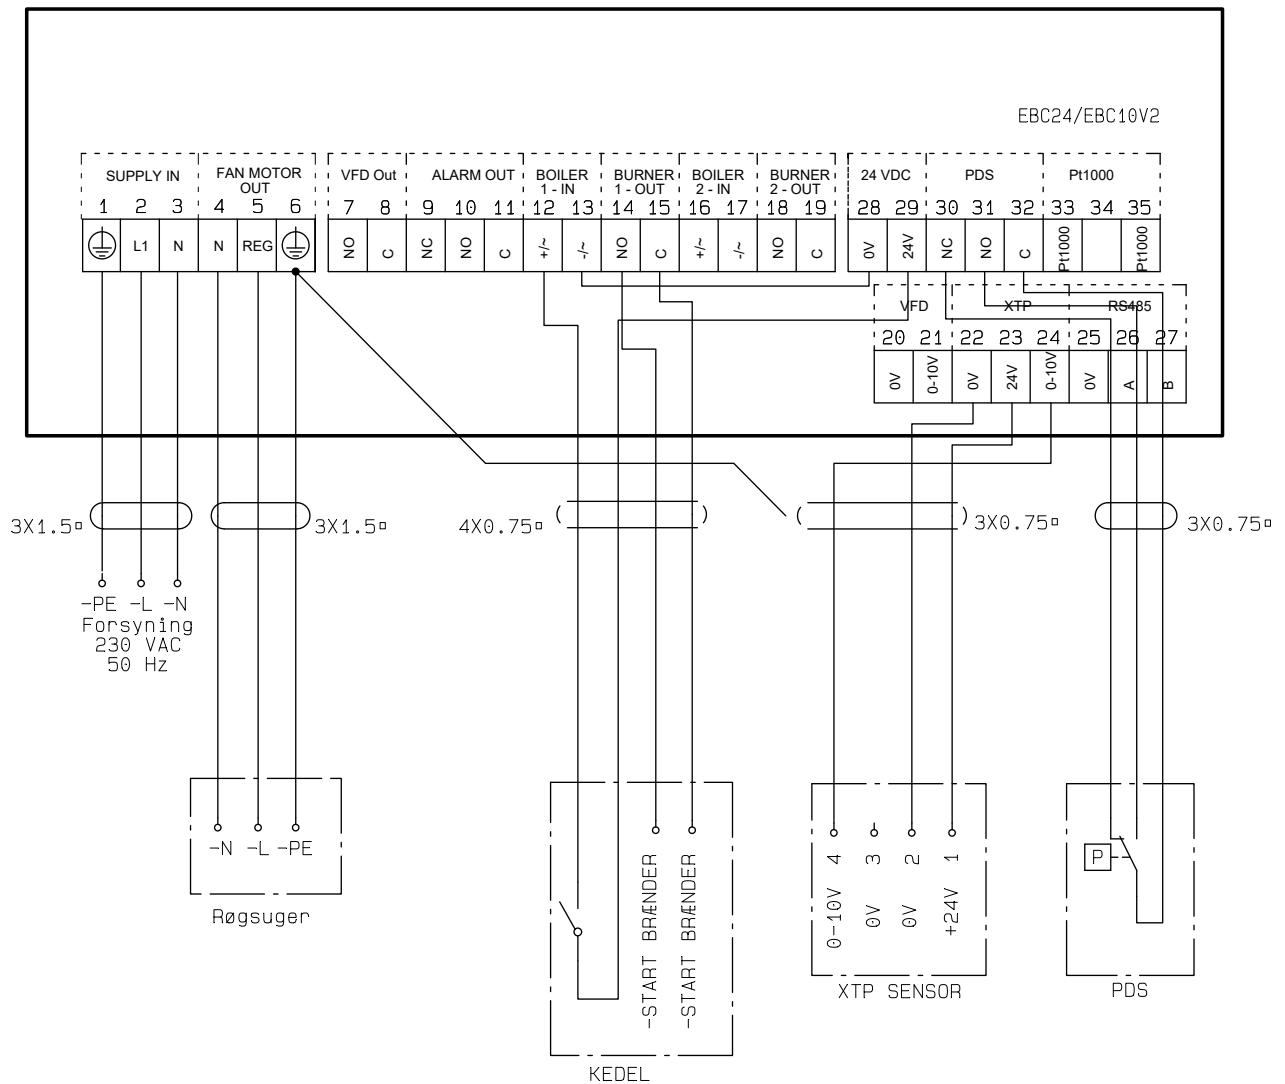 EBC24/EBC10V2
SUPPLY IN
FAN MOTOR
OUT
VFD Out
ALARM OUT
BOILER
1 - IN
BURNER
1 - OUT
BOILER
2 - IN
BURNER
2 - OUT
24 VDC
PDS
Pt1000
1 2 3 4 5 6 7 8 9 10 11 12 13 14 15 16 17 18 19 28 29 30 31 32 33 34 35
L1 N N REG NO C NC NO C +/~ -/~ NO C +/~ -/~ NO C 0V 24V NC NO C Pt1000 Pt1000
VFD XTP RS485
20 21 22 23 24 25 26 27
0V 0-10V 0V 24V 0-10V 0V A B
3X1.5▫ 3X1.5▫ 4X0.75▫ 3X0.75▫ 3X0.75▫
-PE -L -N
Forsyning
230 VAC
50 Hz
-N -L -PE
Røgsuger
-START BRÆNDER
-START BRÆNDER
KEDEL
4 3 2 1
0-10V 0V 0V +24V
XTP SENSOR
P
PDS